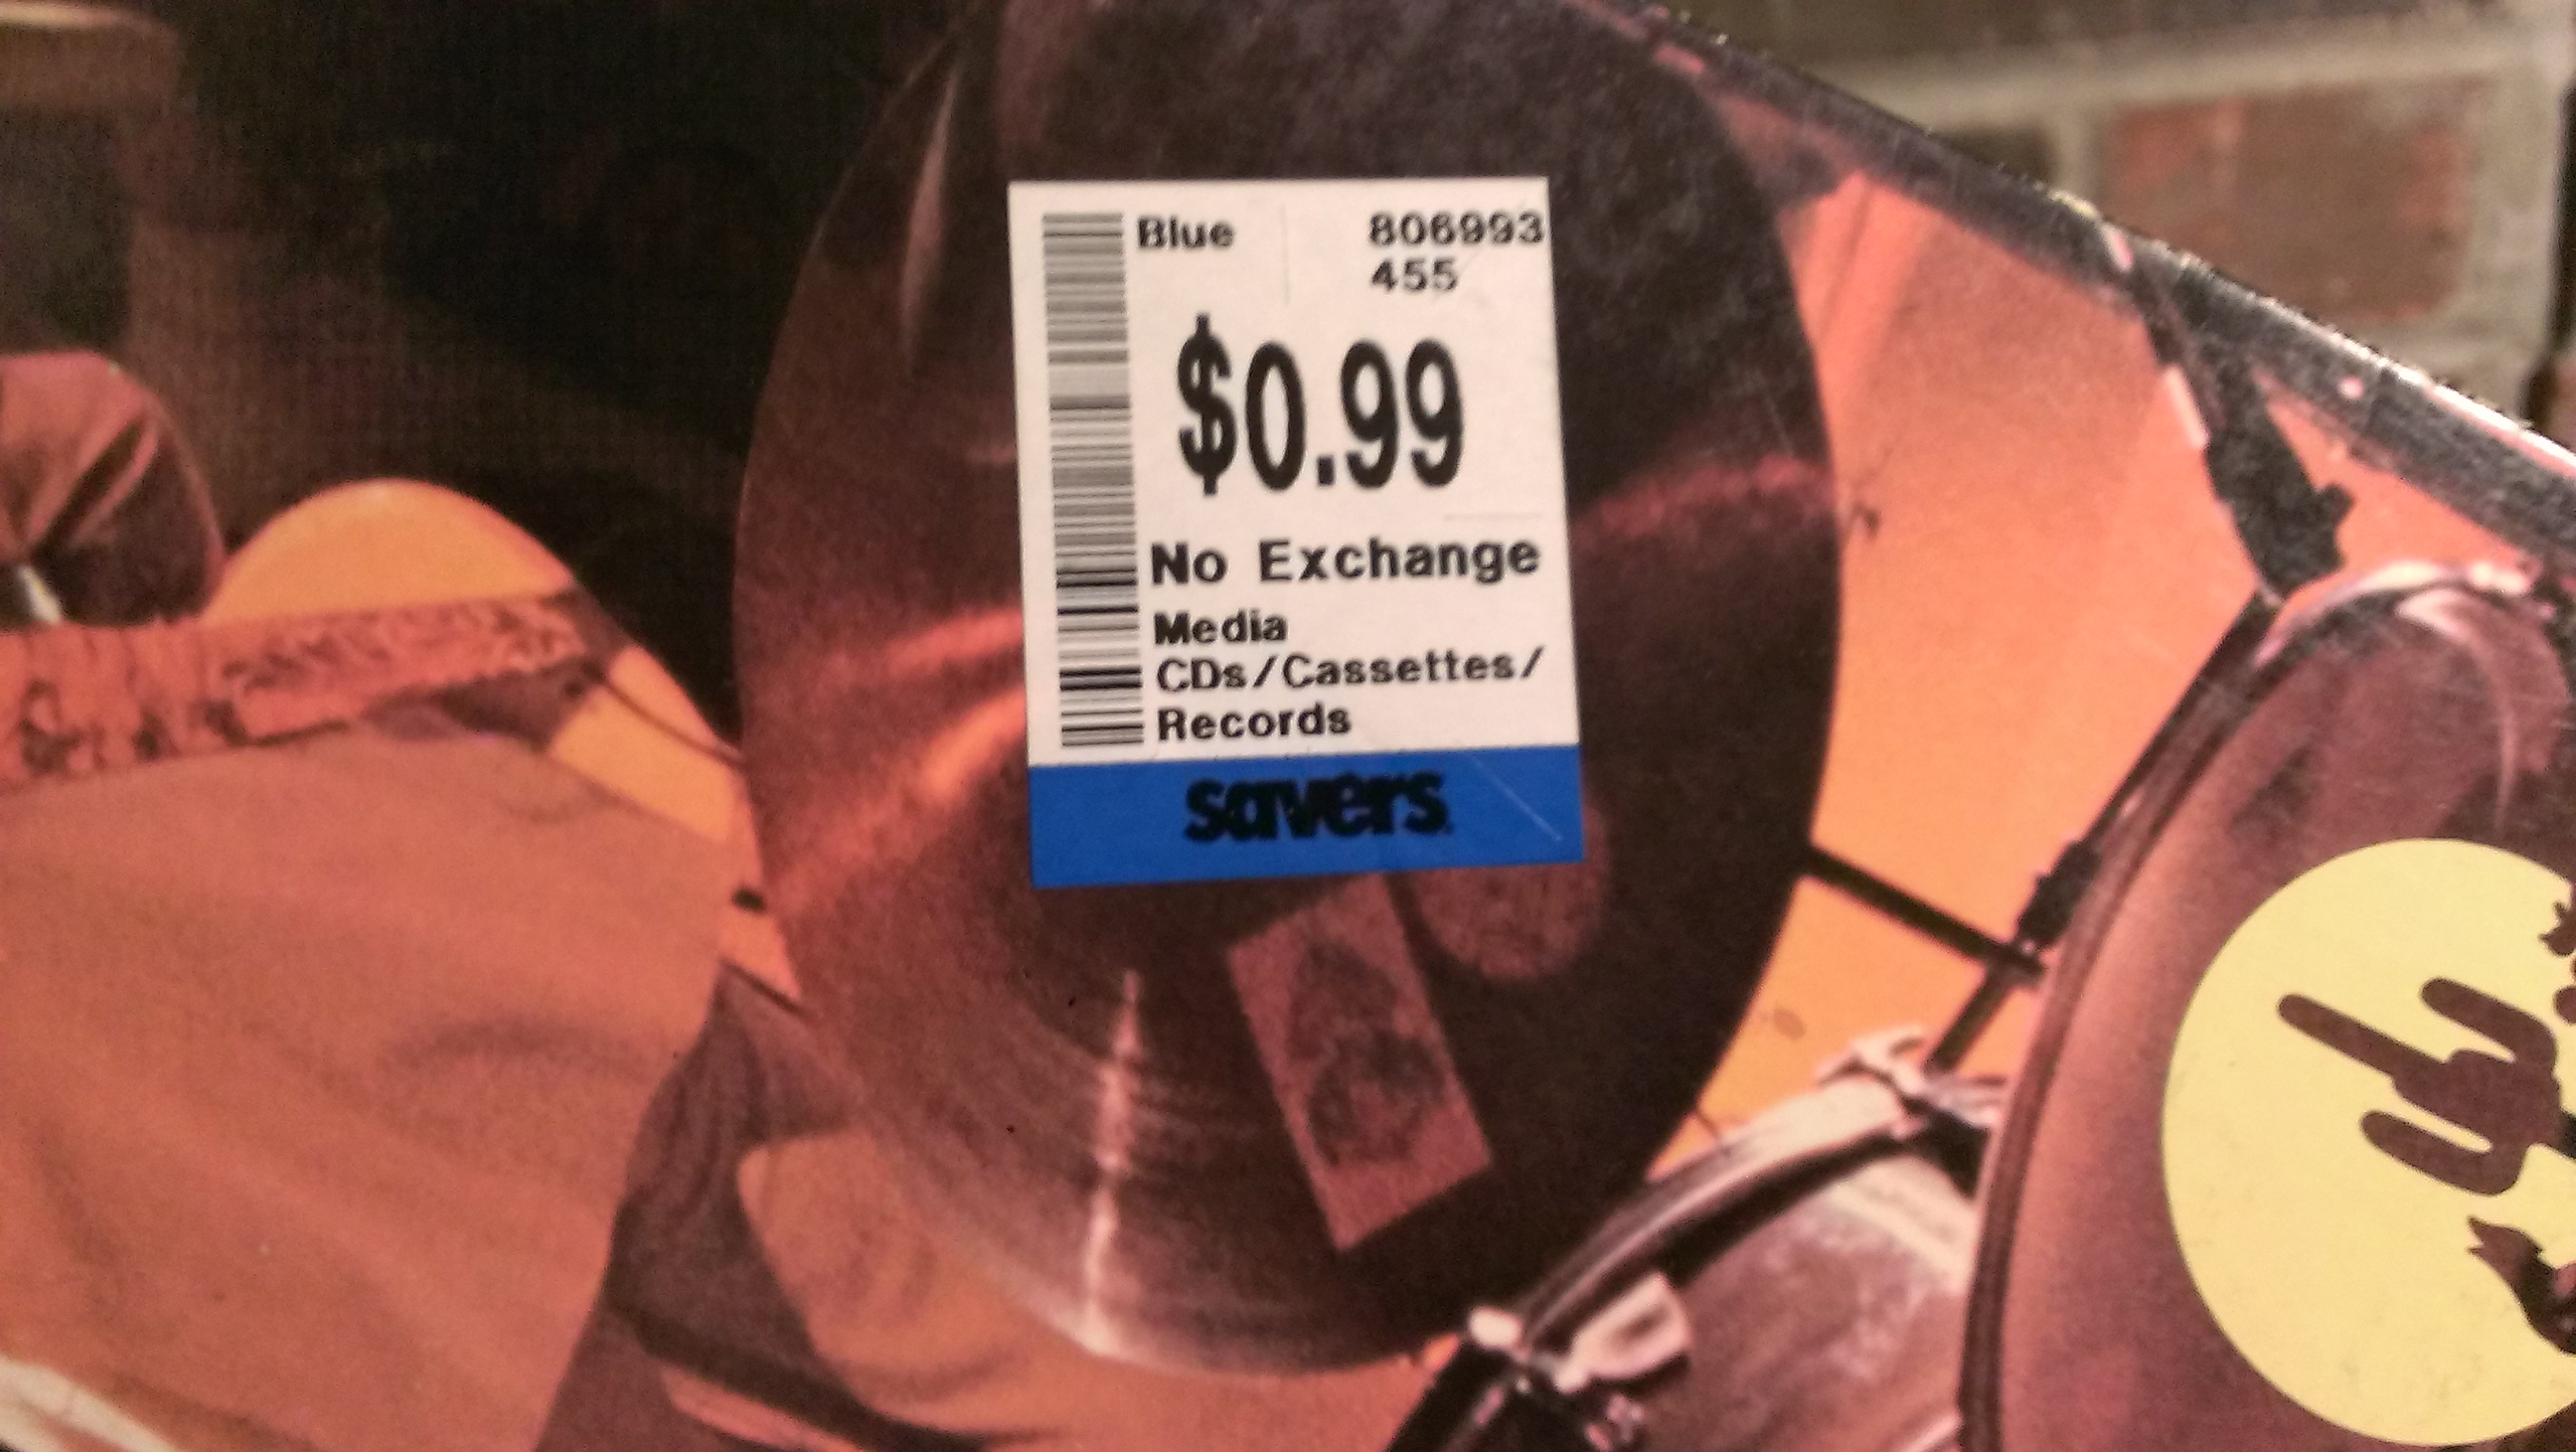 Blue 806993
455
$0.99
No Exchange
Media
CDs/Cassettes/
Records
savers